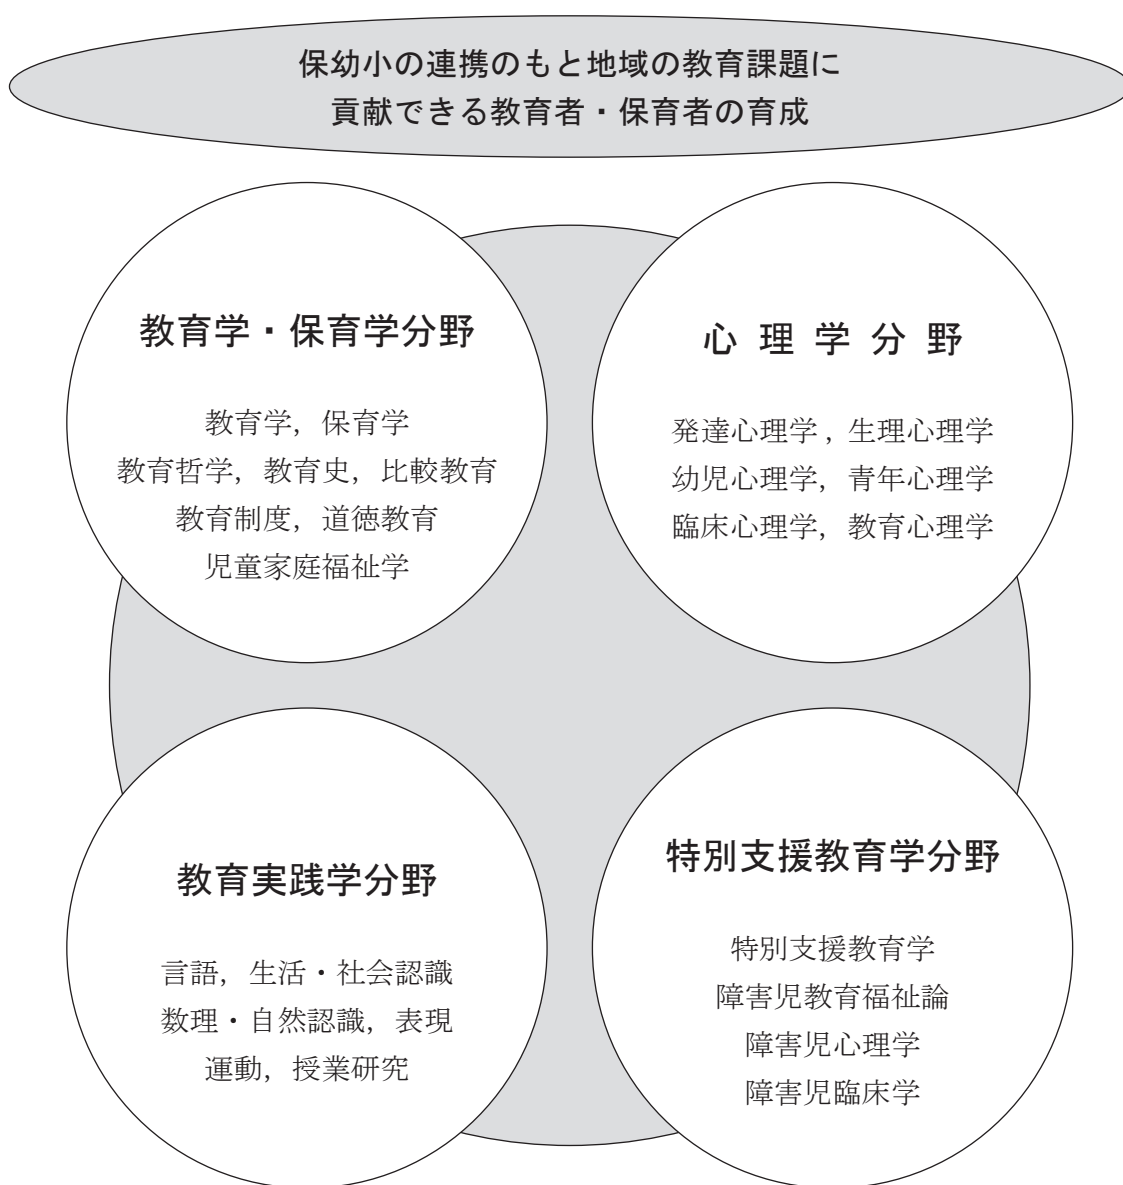 保幼小の連携のもと地域の教育課題に
貢献できる教育者・保育者の育成
教育学・保育学分野
教育学，保育学
教育哲学，教育史，比較教育
教育制度，道徳教育
児童家庭福祉学
心理学分野
発達心理学，生理心理学
幼児心理学，青年心理学
臨床心理学，教育心理学
教育実践学分野
言語，生活・社会認識
数理・自然認識，表現
運動，授業研究
特別支援教育学分野
特別支援教育学
障害児教育福祉論
障害児心理学
障害児臨床学